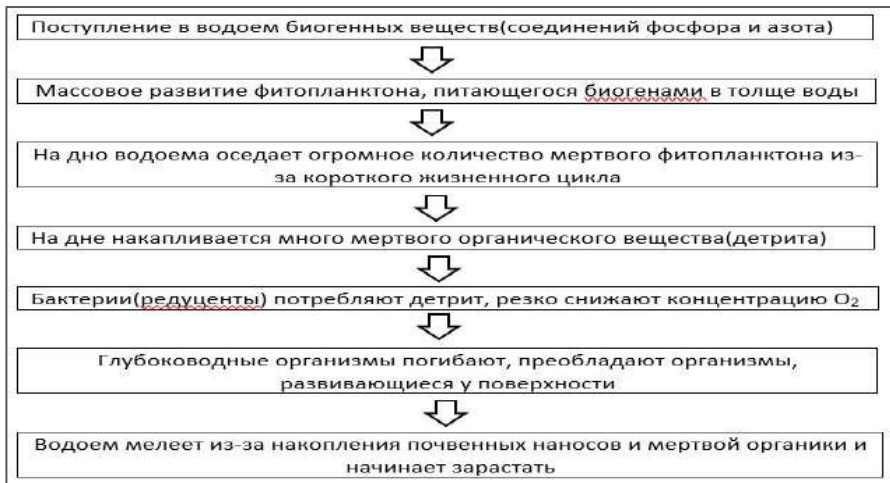 Поступление в водоем биогенных веществ(соединений фосфора и азота)
Массовое развитие фитопланктона, питающегося биогенами в толще воды
На дно водоема оседает огромное количество мертвого фитопланктона из-
за короткого жизненного цикла
На дне накапливается много мертвого органического вещества(детрита)
Бактерии(редуценты) потребляют детрит, резко снижают концентрацию O₂
Глубоководные организмы погибают, преобладают организмы,
развивающиеся у поверхности
Водоем мелеет из-за накопления почвенных наносов и мертвой органики и
начинает зарастать